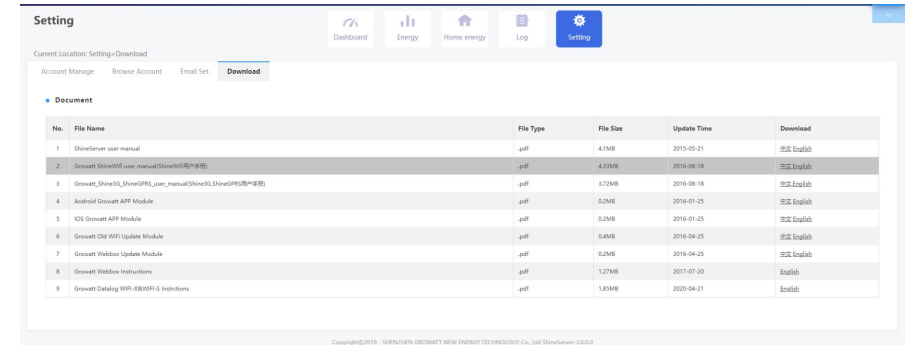 Setting
Dashboard Energy Home energy Log Setting
Current Location: Setting>Download
Account Manage Browse Account Email Set Download
Document
No. File Name File Type File Size Update Time Download
1 ShineServer user manual .pdf 4.1MB 2015-05-21 中文 English
2 Growatt ShineWifi user manual(ShineWifi用户手册) .pdf 4.33MB 2016-08-18 中文 English
3 Growatt_Shine3G_ShineGPRS_user_manual(Shine3G,ShineGPRS用户手册) .pdf 3.72MB 2016-08-18 中文 English
4 Android Growatt APP Module .pdf 0.2MB 2016-01-25 中文 English
5 IOS Growatt APP Module .pdf 0.2MB 2016-01-25 中文 English
6 Growatt Old WiFi Update Module .pdf 0.4MB 2016-04-25 中文 English
7 Growatt Webbox Update Module .pdf 0.2MB 2016-04-25 中文 English
8 Growatt Webbox Instructions .pdf 1.27MB 2017-07-20 English
9 Growatt Datalog WIFI-X&WIFI-S Instrctions .pdf 1.85MB 2020-04-21 English
Copyright©2019 - SHENZHEN GROWATT NEW ENERGY TECHNOLOGY Co., Ltd ShineServer-3.6.0.0